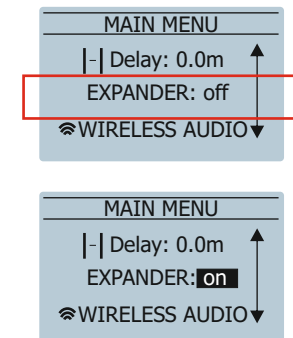 MAIN MENU
|-| Delay: 0.0m
EXPANDER: off
WIRELESS AUDIO
MAIN MENU
|-| Delay: 0.0m
EXPANDER: on
WIRELESS AUDIO